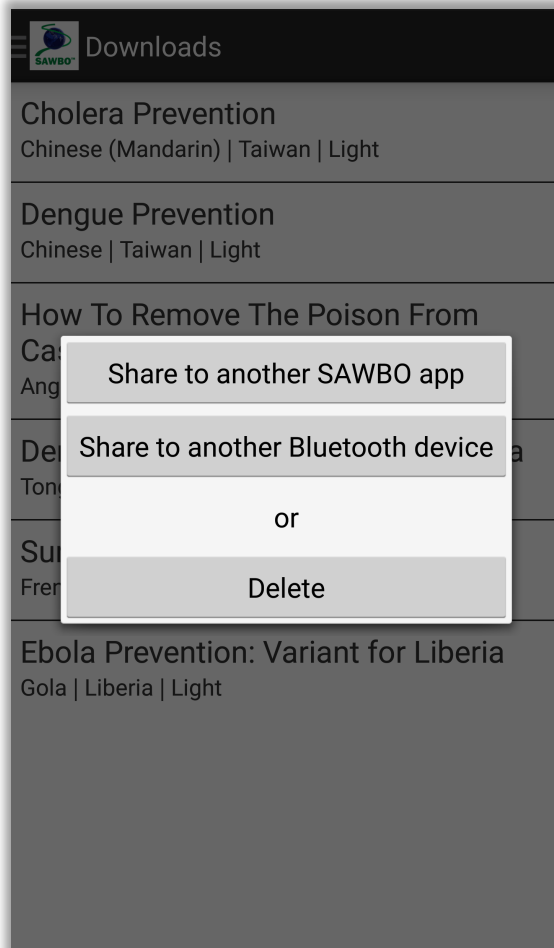 SAWBO™
Downloads
Cholera Prevention
Chinese (Mandarin) | Taiwan | Light
Dengue Prevention
Chinese | Taiwan | Light
How To Remove The Poison From
Share to another SAWBO app
Share to another Bluetooth device
or
Delete
Ebola Prevention: Variant for Liberia
Gola | Liberia | Light